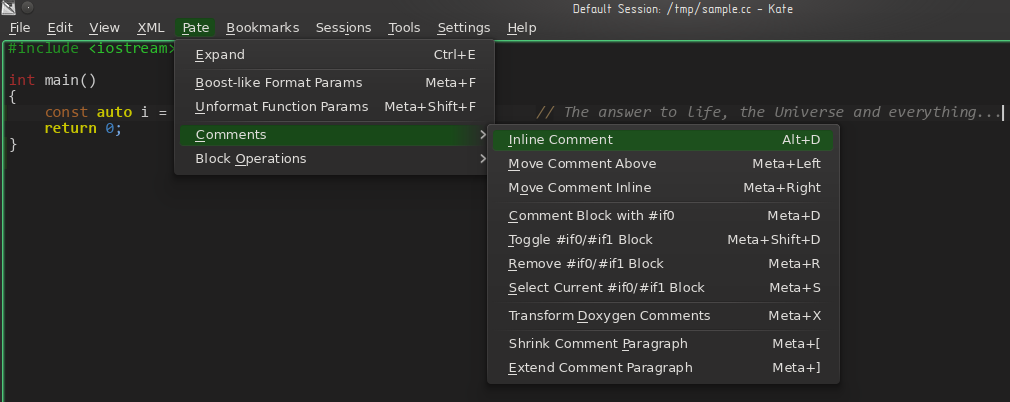 Default Session: /tmp/sample.cc – Kate
File Edit View XML Pate Bookmarks Sessions Tools Settings Help
#include <iostream>
int main()
{
const auto i = // The answer to life, the Universe and everything...
return 0;
}
Expand Ctrl+E
Boost-like Format Params Meta+F
Unformat Function Params Meta+Shift+F
Comments
Block Operations
Inline Comment Alt+D
Move Comment Above Meta+Left
Move Comment Inline Meta+Right
Comment Block with #if0 Meta+D
Toggle #if0/#if1 Block Meta+Shift+D
Remove #if0/#if1 Block Meta+R
Select Current #if0/#if1 Block Meta+S
Transform Doxygen Comments Meta+X
Shrink Comment Paragraph Meta+[
Extend Comment Paragraph Meta+]